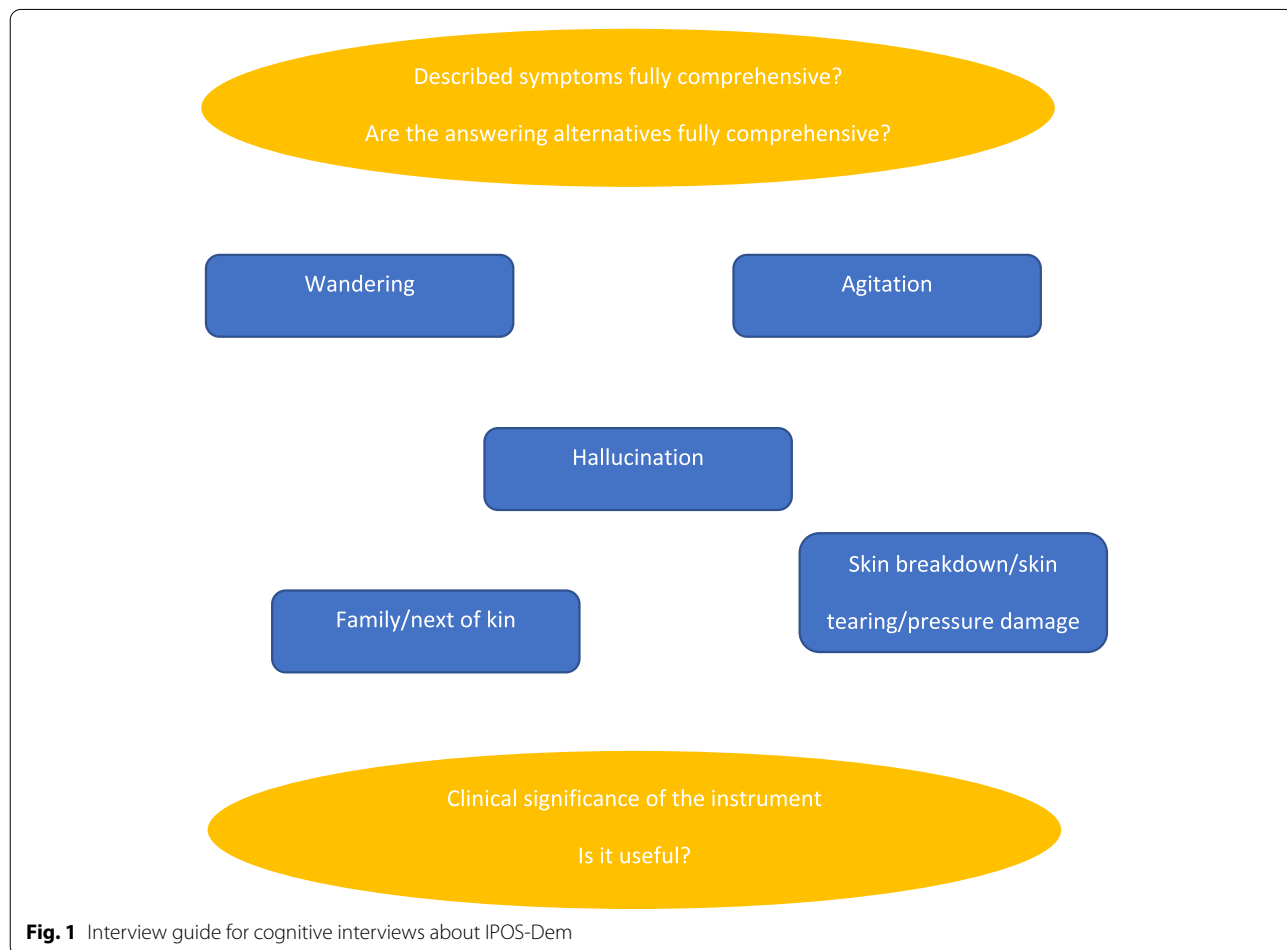 Described symptoms fully comprehensive?
Are the answering alternatives fully comprehensive?
Wandering
Agitation
Hallucination
Skin breakdown/skin
tearing/pressure damage
Family/next of kin
Clinical significance of the instrument
Is it useful?
Fig. 1 Interview guide for cognitive interviews about IPOS-Dem